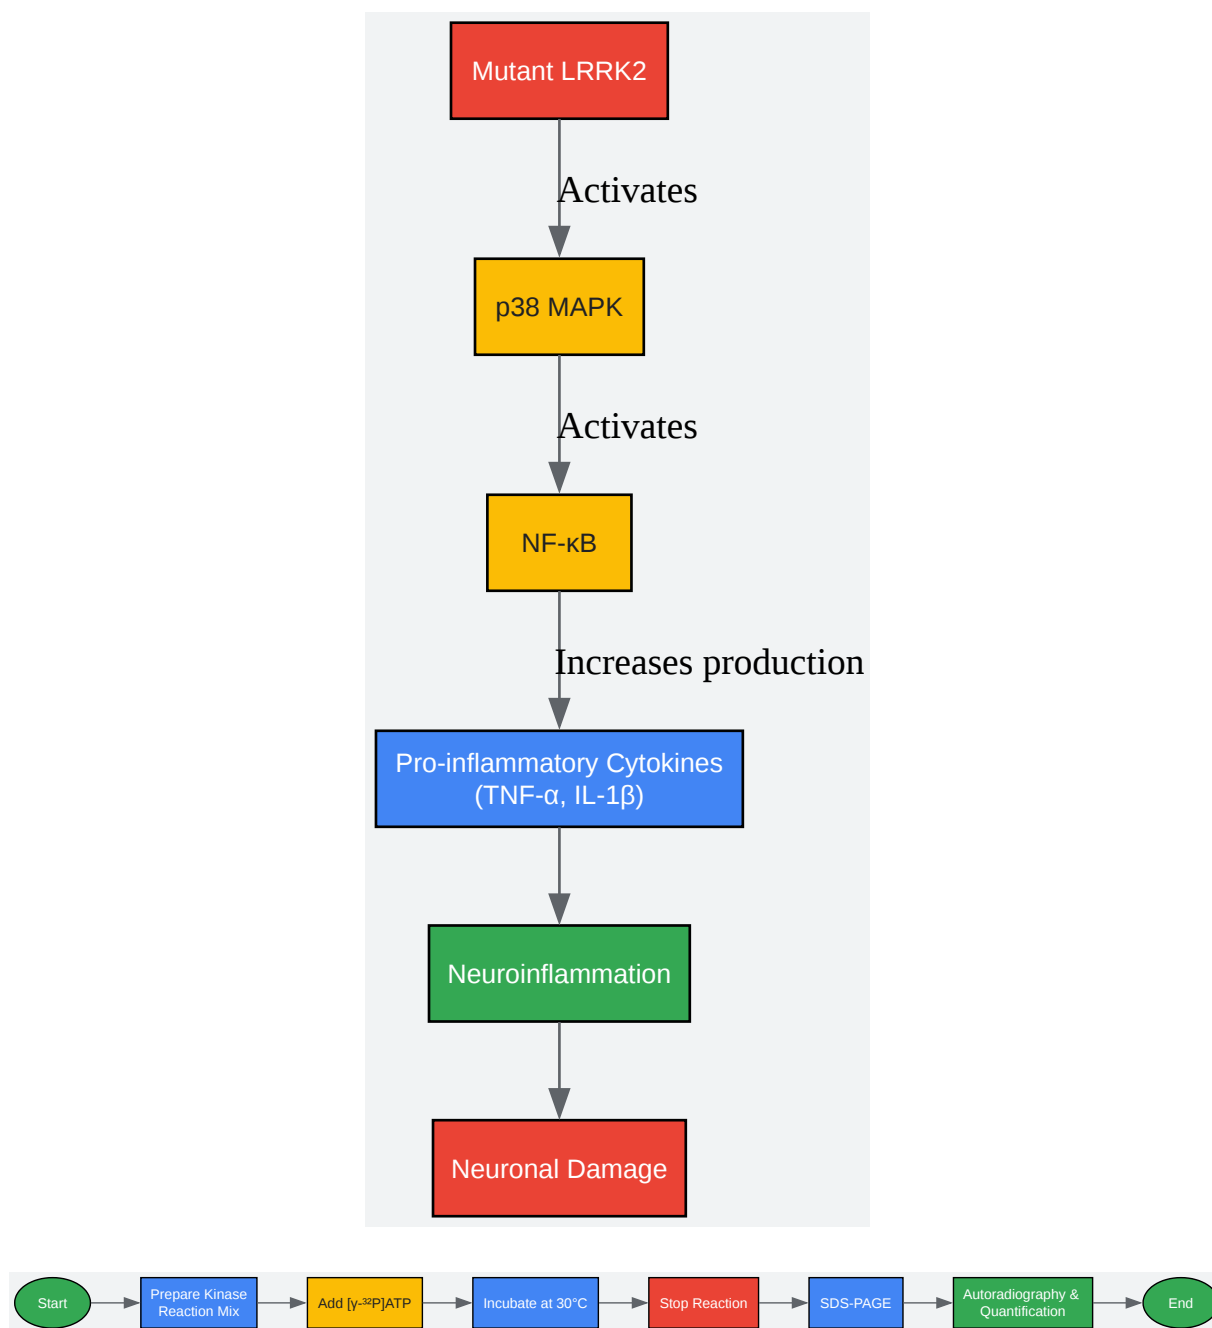 Mutant LRRK2
Activates
p38 MAPK
Activates
NF-κB
Increases production
Pro-inflammatory Cytokines
(TNF-α, IL-1β)
Neuroinflammation
Neuronal Damage
Start
Prepare Kinase
Reaction Mix
Add [γ-³²P]ATP
Incubate at 30°C
Stop Reaction
SDS-PAGE
Autoradiography &
Quantification
End